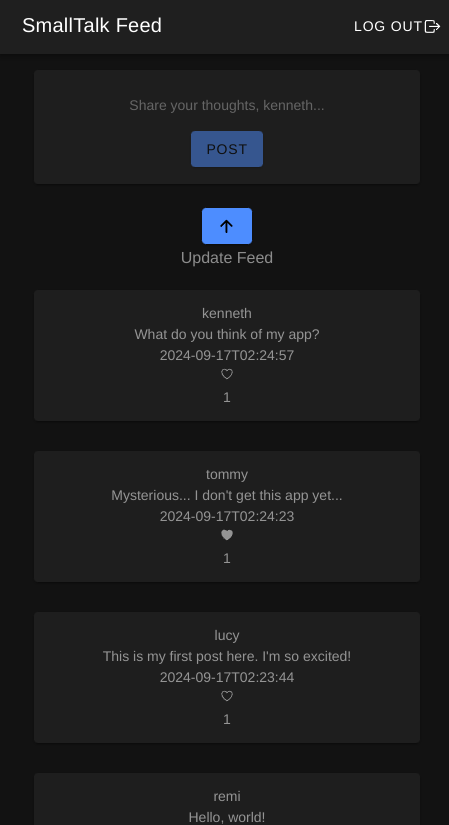 SmallTalk Feed
LOG OUT
Share your thoughts, kenneth...
POST
Update Feed
kenneth
What do you think of my app?
2024-09-17T02:24:57
1
tommy
Mysterious... I don't get this app yet...
2024-09-17T02:24:23
1
lucy
This is my first post here. I'm so excited!
2024-09-17T02:23:44
1
remi
Hello, world!